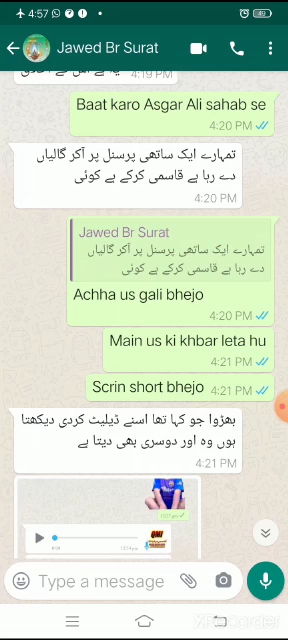 4:57
Jawed Br Surat
4:19 PM
Baat karo Asgar Ali sahab se
4:20 PM
تمہارے ایک ساتھی پرسنل پر آکر گالیاں
دے رہا ہے قاسمی کرکے ہے کوئی
4:20 PM
Jawed Br Surat
تمہارے ایک ساتھی پرسنل پر آکر گالیاں
دے رہا ہے قاسمی کرکے ہے کوئی
Achha us gali bhejo
4:20 PM
Main us ki khbar leta hu
4:21 PM
Scrin short bhejo 4:21 PM
بھڑوا جو کہا تھا اسنے ڈیلیٹ کردی دیکھتا
ہوں وہ اور دوسری بھی دیتا ہے
4:21 PM
QMI
Type a message